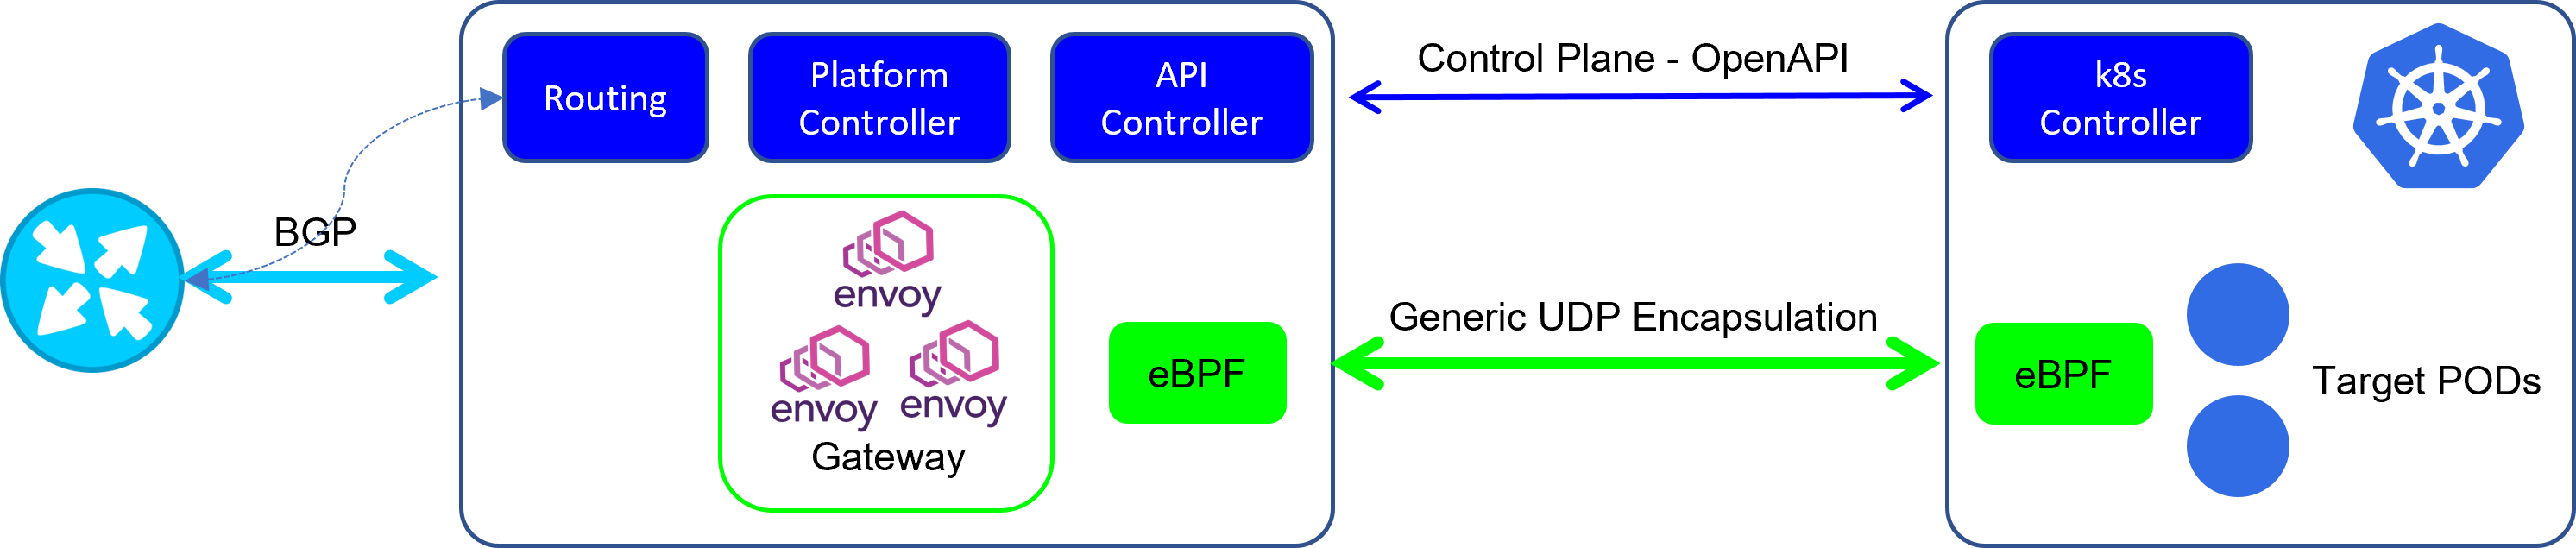 BGP
Routing
Platform
Controller
API
Controller
envoy
envoy
envoy
Gateway
eBPF
Control Plane - OpenAPI
Generic UDP Encapsulation
k8s
Controller
eBPF
Target PODs